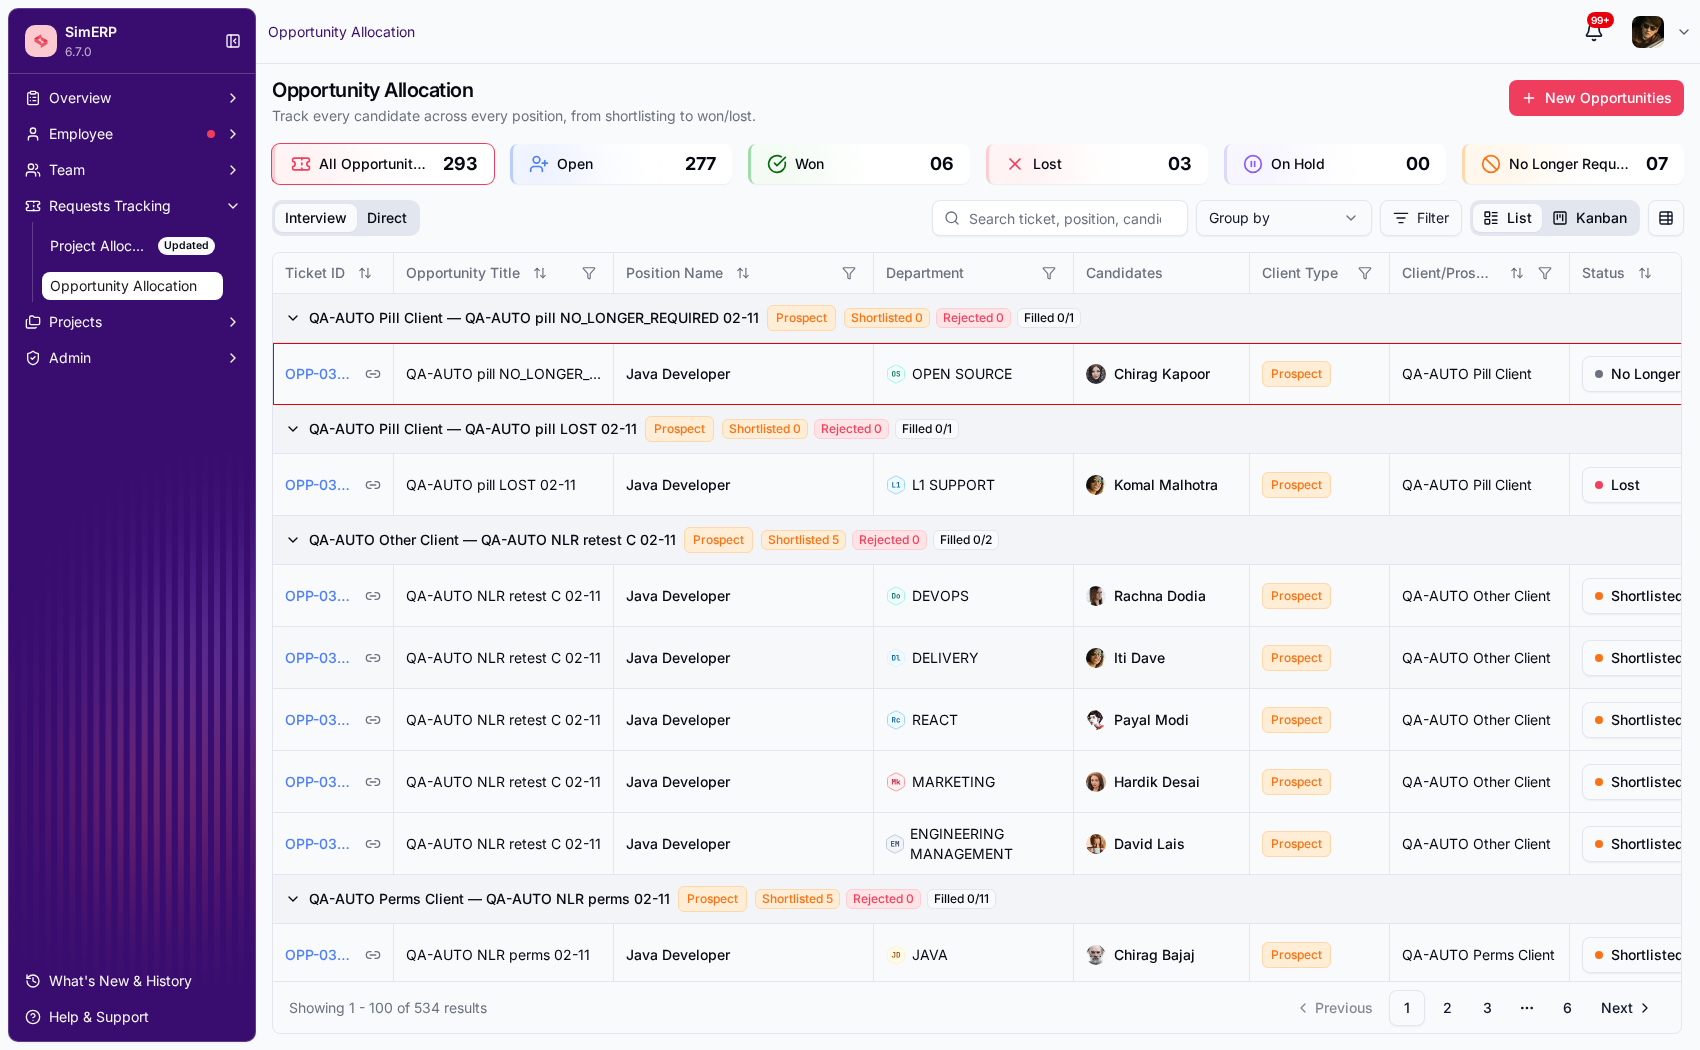 SimERP
6.7.0
Overview
Employee
Team
Requests Tracking
Project Alloc... Updated
Opportunity Allocation
Projects
Admin
What's New & History
Help & Support
Opportunity Allocation
99+
Opportunity Allocation
Track every candidate across every position, from shortlisting to won/lost.
New Opportunities
All Opportunit... 293
Open 277
Won 06
Lost 03
On Hold 00
No Longer Requ... 07
Interview Direct
Search ticket, position, candi
Group by
Filter
List Kanban
Ticket ID Opportunity Title Position Name Department Candidates Client Type Client/Pros... Status
QA-AUTO Pill Client — QA-AUTO pill NO_LONGER_REQUIRED 02-11 Prospect Shortlisted 0 Rejected 0 Filled 0/1
OPP-03... QA-AUTO pill NO_LONGER_... Java Developer OS OPEN SOURCE Chirag Kapoor Prospect QA-AUTO Pill Client No Longer
QA-AUTO Pill Client — QA-AUTO pill LOST 02-11 Prospect Shortlisted 0 Rejected 0 Filled 0/1
OPP-03... QA-AUTO pill LOST 02-11 Java Developer L1 L1 SUPPORT Komal Malhotra Prospect QA-AUTO Pill Client Lost
QA-AUTO Other Client — QA-AUTO NLR retest C 02-11 Prospect Shortlisted 5 Rejected 0 Filled 0/2
OPP-03... QA-AUTO NLR retest C 02-11 Java Developer Do DEVOPS Rachna Dodia Prospect QA-AUTO Other Client Shortlisted
OPP-03... QA-AUTO NLR retest C 02-11 Java Developer Dl DELIVERY Iti Dave Prospect QA-AUTO Other Client Shortlisted
OPP-03... QA-AUTO NLR retest C 02-11 Java Developer Rc REACT Payal Modi Prospect QA-AUTO Other Client Shortlisted
OPP-03... QA-AUTO NLR retest C 02-11 Java Developer Mk MARKETING Hardik Desai Prospect QA-AUTO Other Client Shortlisted
OPP-03... QA-AUTO NLR retest C 02-11 Java Developer EM ENGINEERING MANAGEMENT David Lais Prospect QA-AUTO Other Client Shortlisted
QA-AUTO Perms Client — QA-AUTO NLR perms 02-11 Prospect Shortlisted 5 Rejected 0 Filled 0/11
OPP-03... QA-AUTO NLR perms 02-11 Java Developer JD JAVA Chirag Bajaj Prospect QA-AUTO Perms Client Shortlisted
Showing 1 - 100 of 534 results
Previous 1 2 3 ... 6 Next